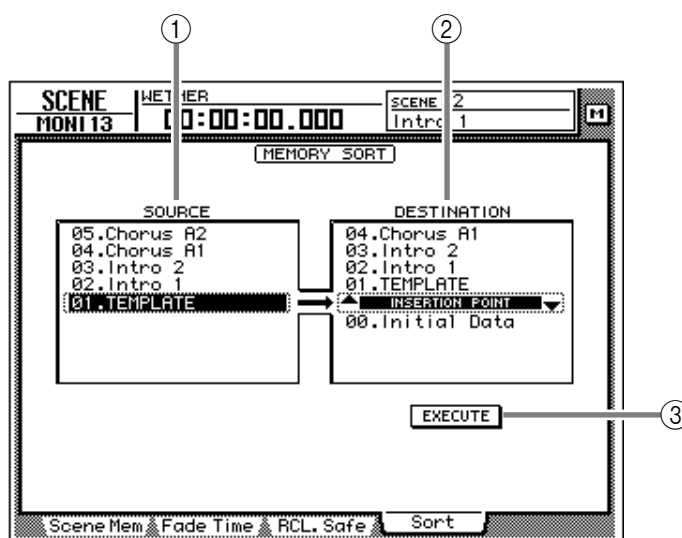 ① ②
SCENE WETHER SCENE 2
MONI 13 00:00:00.000 Intro 1 M
MEMORY SORT
SOURCE DESTINATION
05.Chorus A2 04.Chorus A1
04.Chorus A1 03.Intro 2
03.Intro 2 02.Intro 1
02.Intro 1 01.TEMPLATE
01.TEMPLATE INSERTION POINT
00.Initial Data
EXECUTE ③
Scene Mem Fade Time RCL. Safe Sort